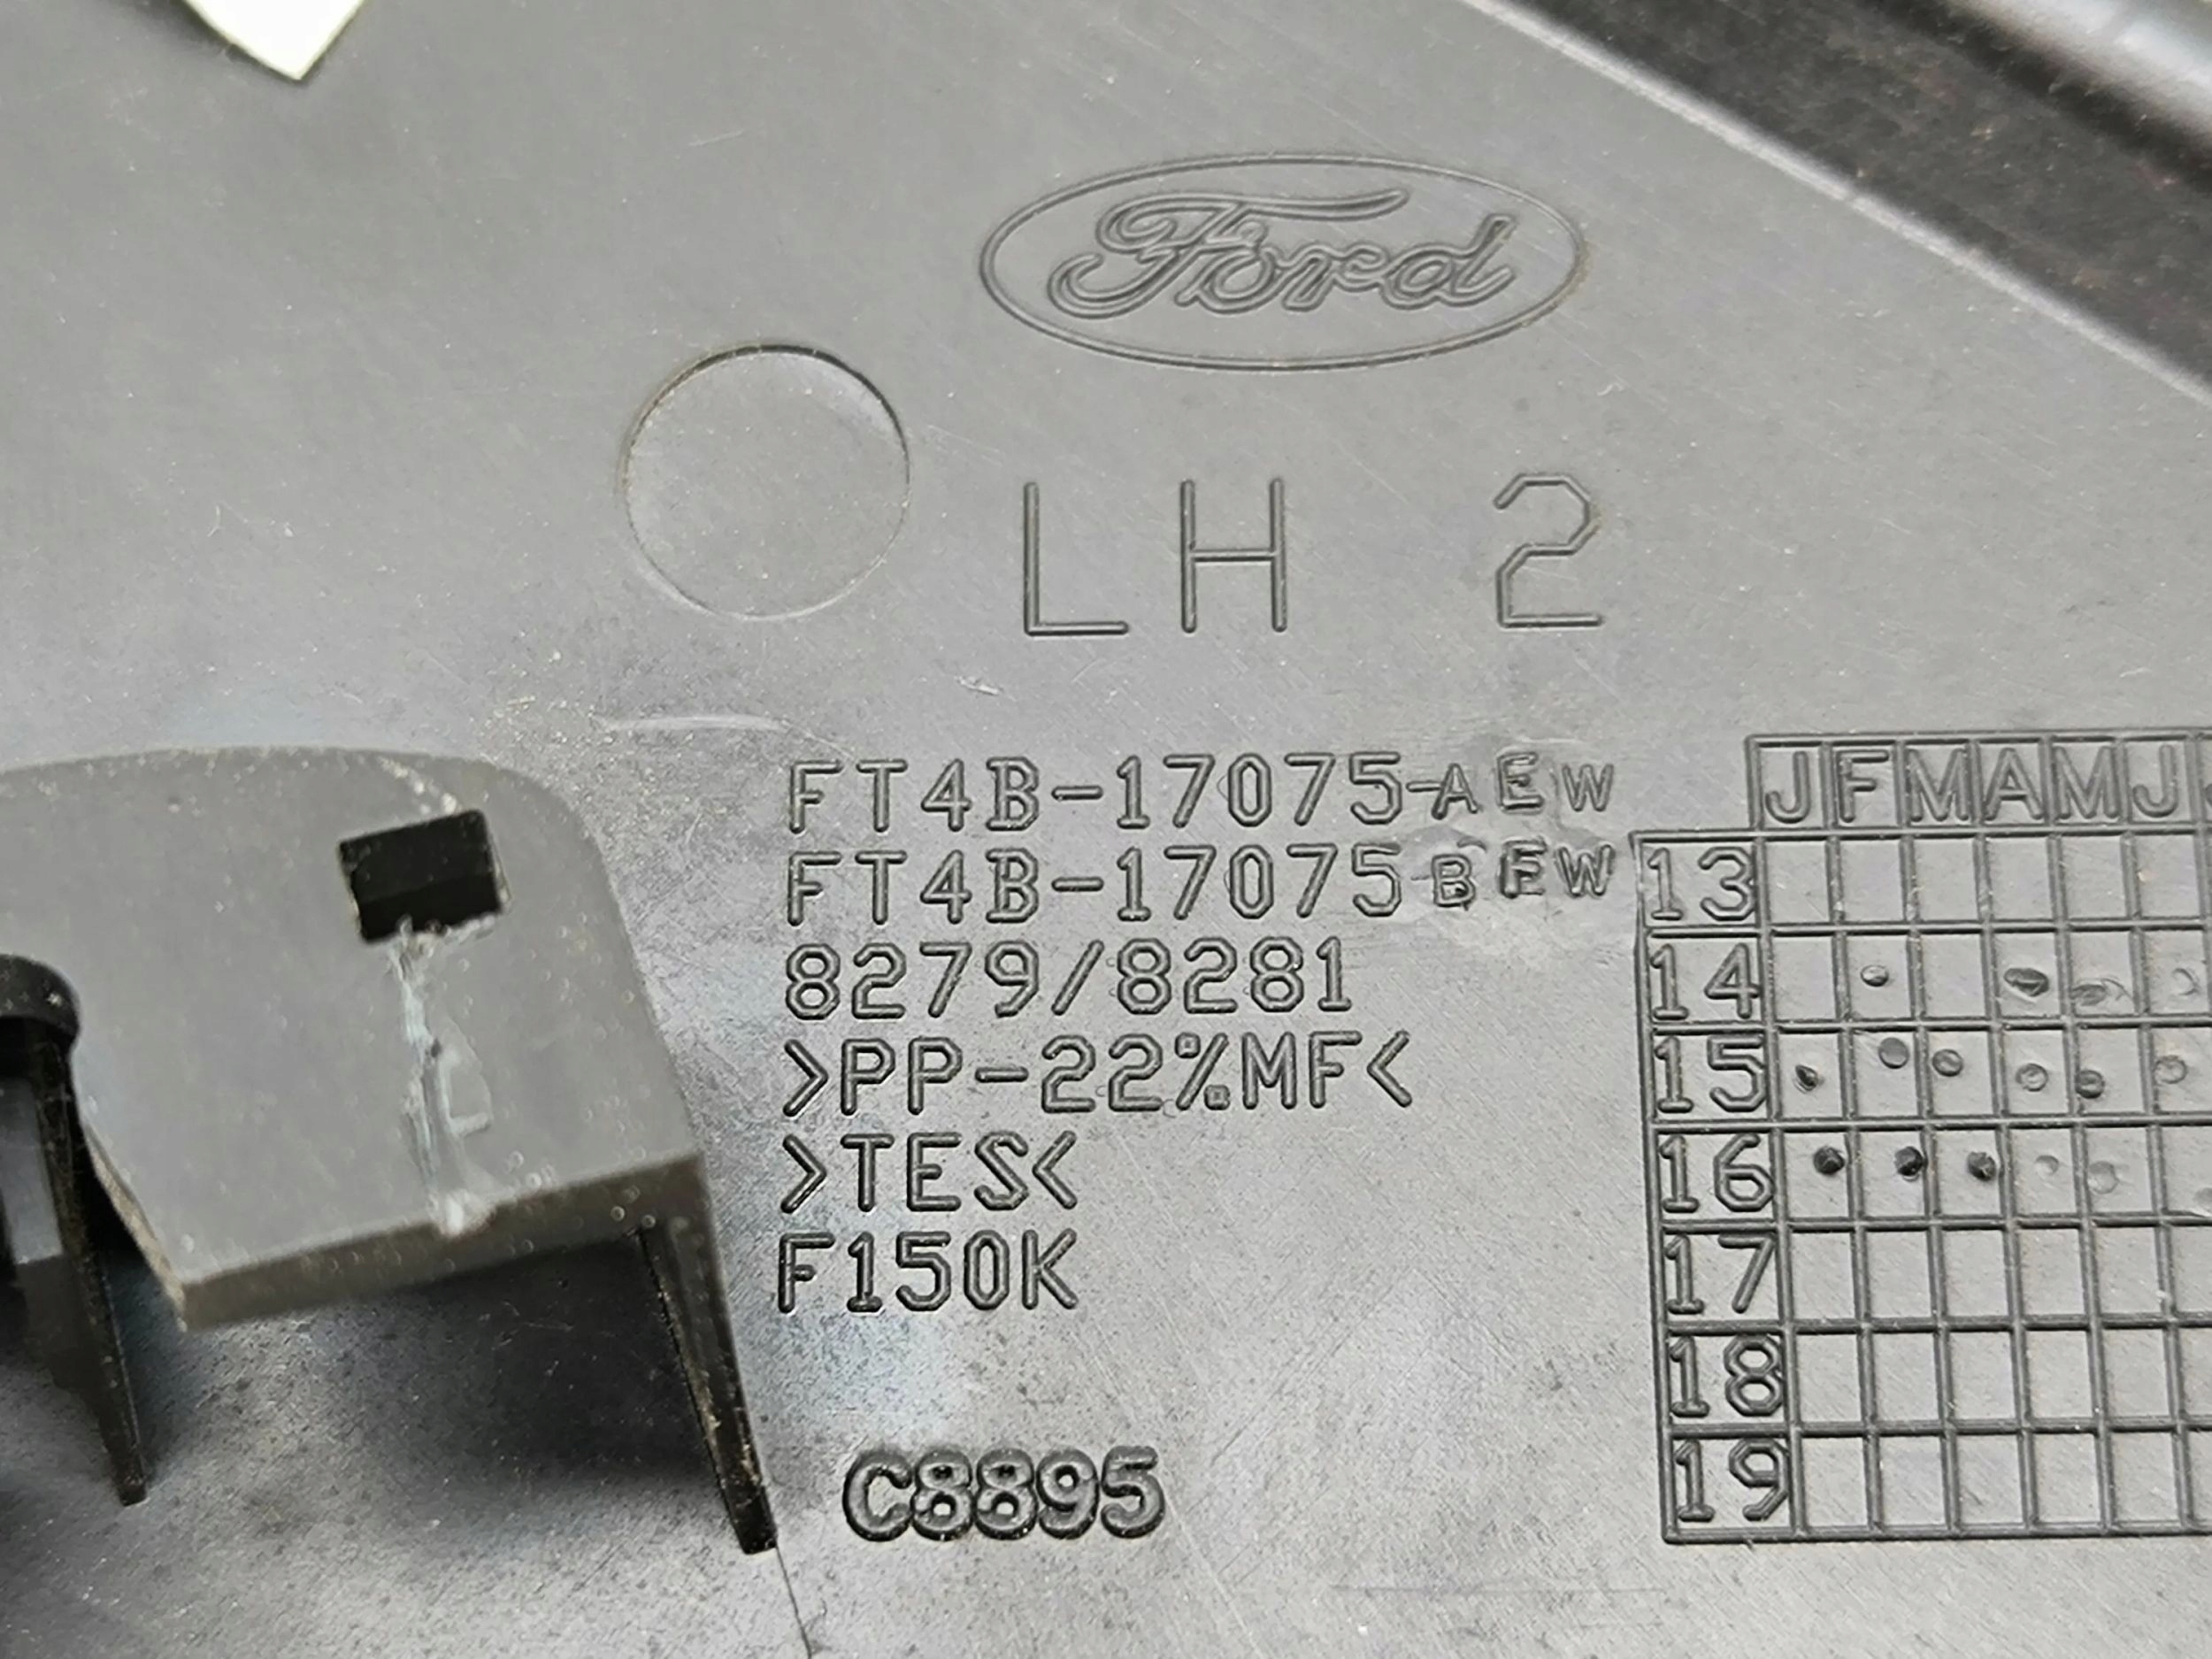 Ford
LH 2
FT4B-17075-AEW
FT4B-17075-BEW
8279/8281
>PP-22%MF<
>TES<
F150K
C8895
J F M A M J
13
14
15
16
17
18
19